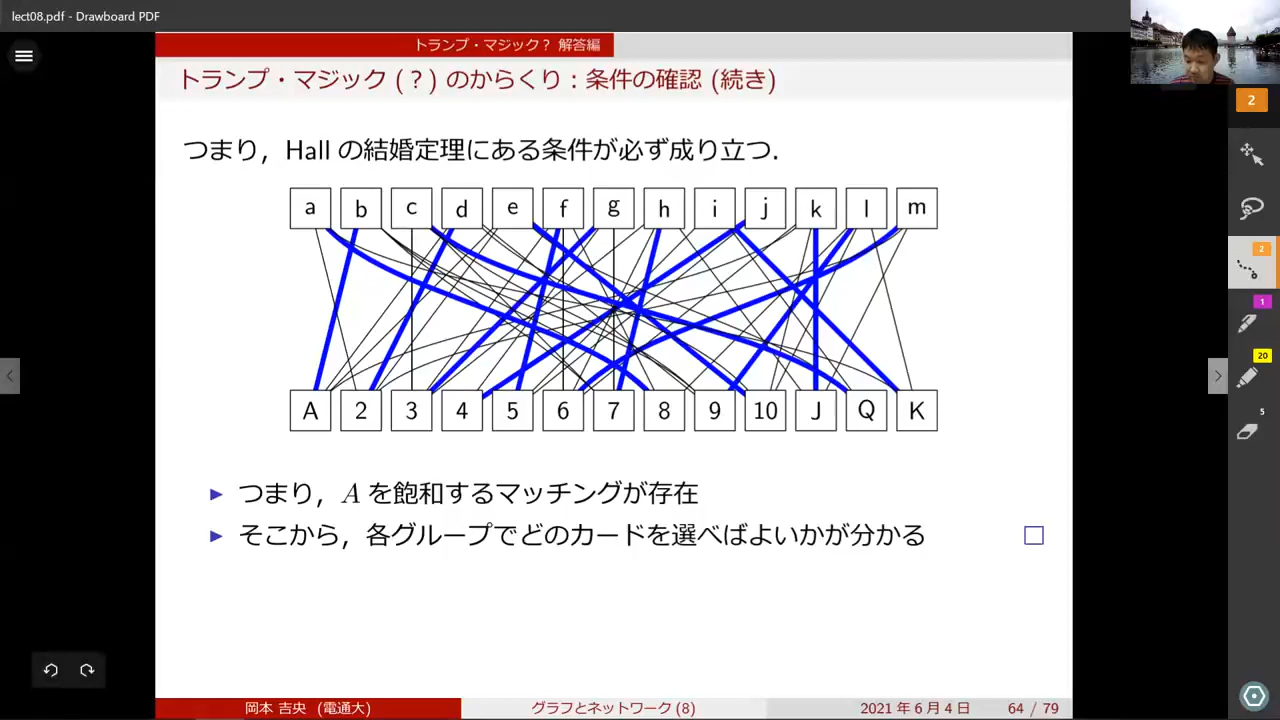 lect08.pdf - Drawboard PDF
トランプ・マジック？ 解答編
トランプ・マジック (？) のからくり : 条件の確認 (続き)
つまり，Hall の結婚定理にある条件が必ず成り立つ．
a b c d e f g h i j k l m
A 2 3 4 5 6 7 8 9 10 J Q K
つまり，A を飽和するマッチングが存在
そこから，各グループでどのカードを選べばよいかが分かる
岡本 吉央 (電通大)
グラフとネットワーク (8)
2021 年 6 月 4 日
64 / 79
2
2
1
20
5